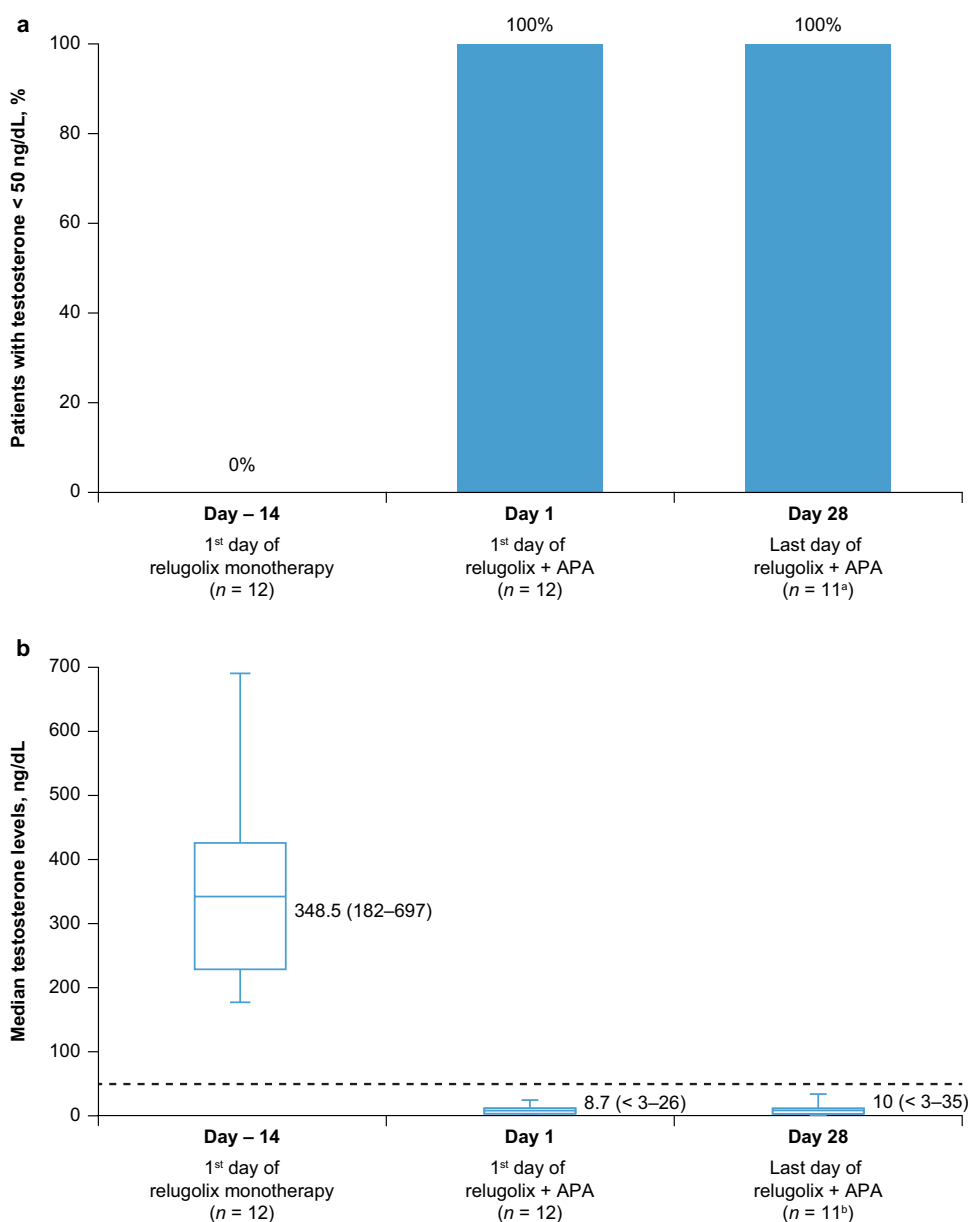 a
Patients with testosterone < 50 ng/dL, %
100
80
60
40
20
0
0%
100%
100%
Day – 14
1st day of
relugolix monotherapy
(n = 12)
Day 1
1st day of
relugolix + APA
(n = 12)
Day 28
Last day of
relugolix + APA
(n = 11a)
b
Median testosterone levels, ng/dL
700
600
500
400
300
200
100
0
348.5 (182–697)
8.7 (< 3–26)
10 (< 3–35)
Day – 14
1st day of
relugolix monotherapy
(n = 12)
Day 1
1st day of
relugolix + APA
(n = 12)
Day 28
Last day of
relugolix + APA
(n = 11b)